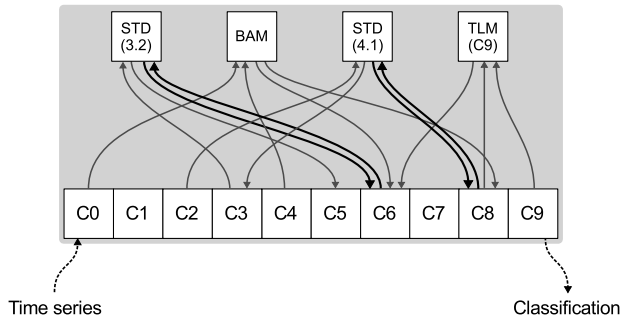 STD
(3.2)
BAM
STD
(4.1)
TLM
(C9)
C0 C1 C2 C3 C4 C5 C6 C7 C8 C9
Time series
Classification